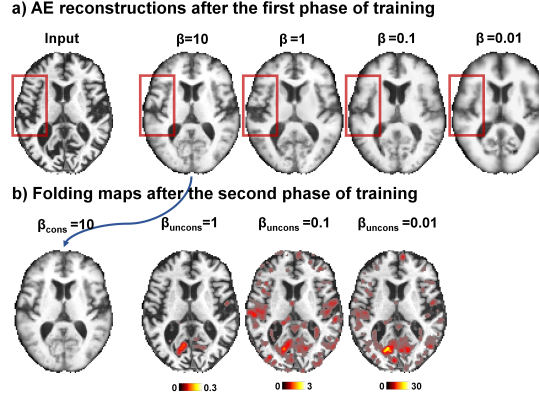 a) AE reconstructions after the first phase of training
Input β=10 β =1 β =0.1 β =0.01
b) Folding maps after the second phase of training
βcons =10 βuncons =1 βuncons =0.1 βuncons =0.01
0 0.3 0 3 0 30